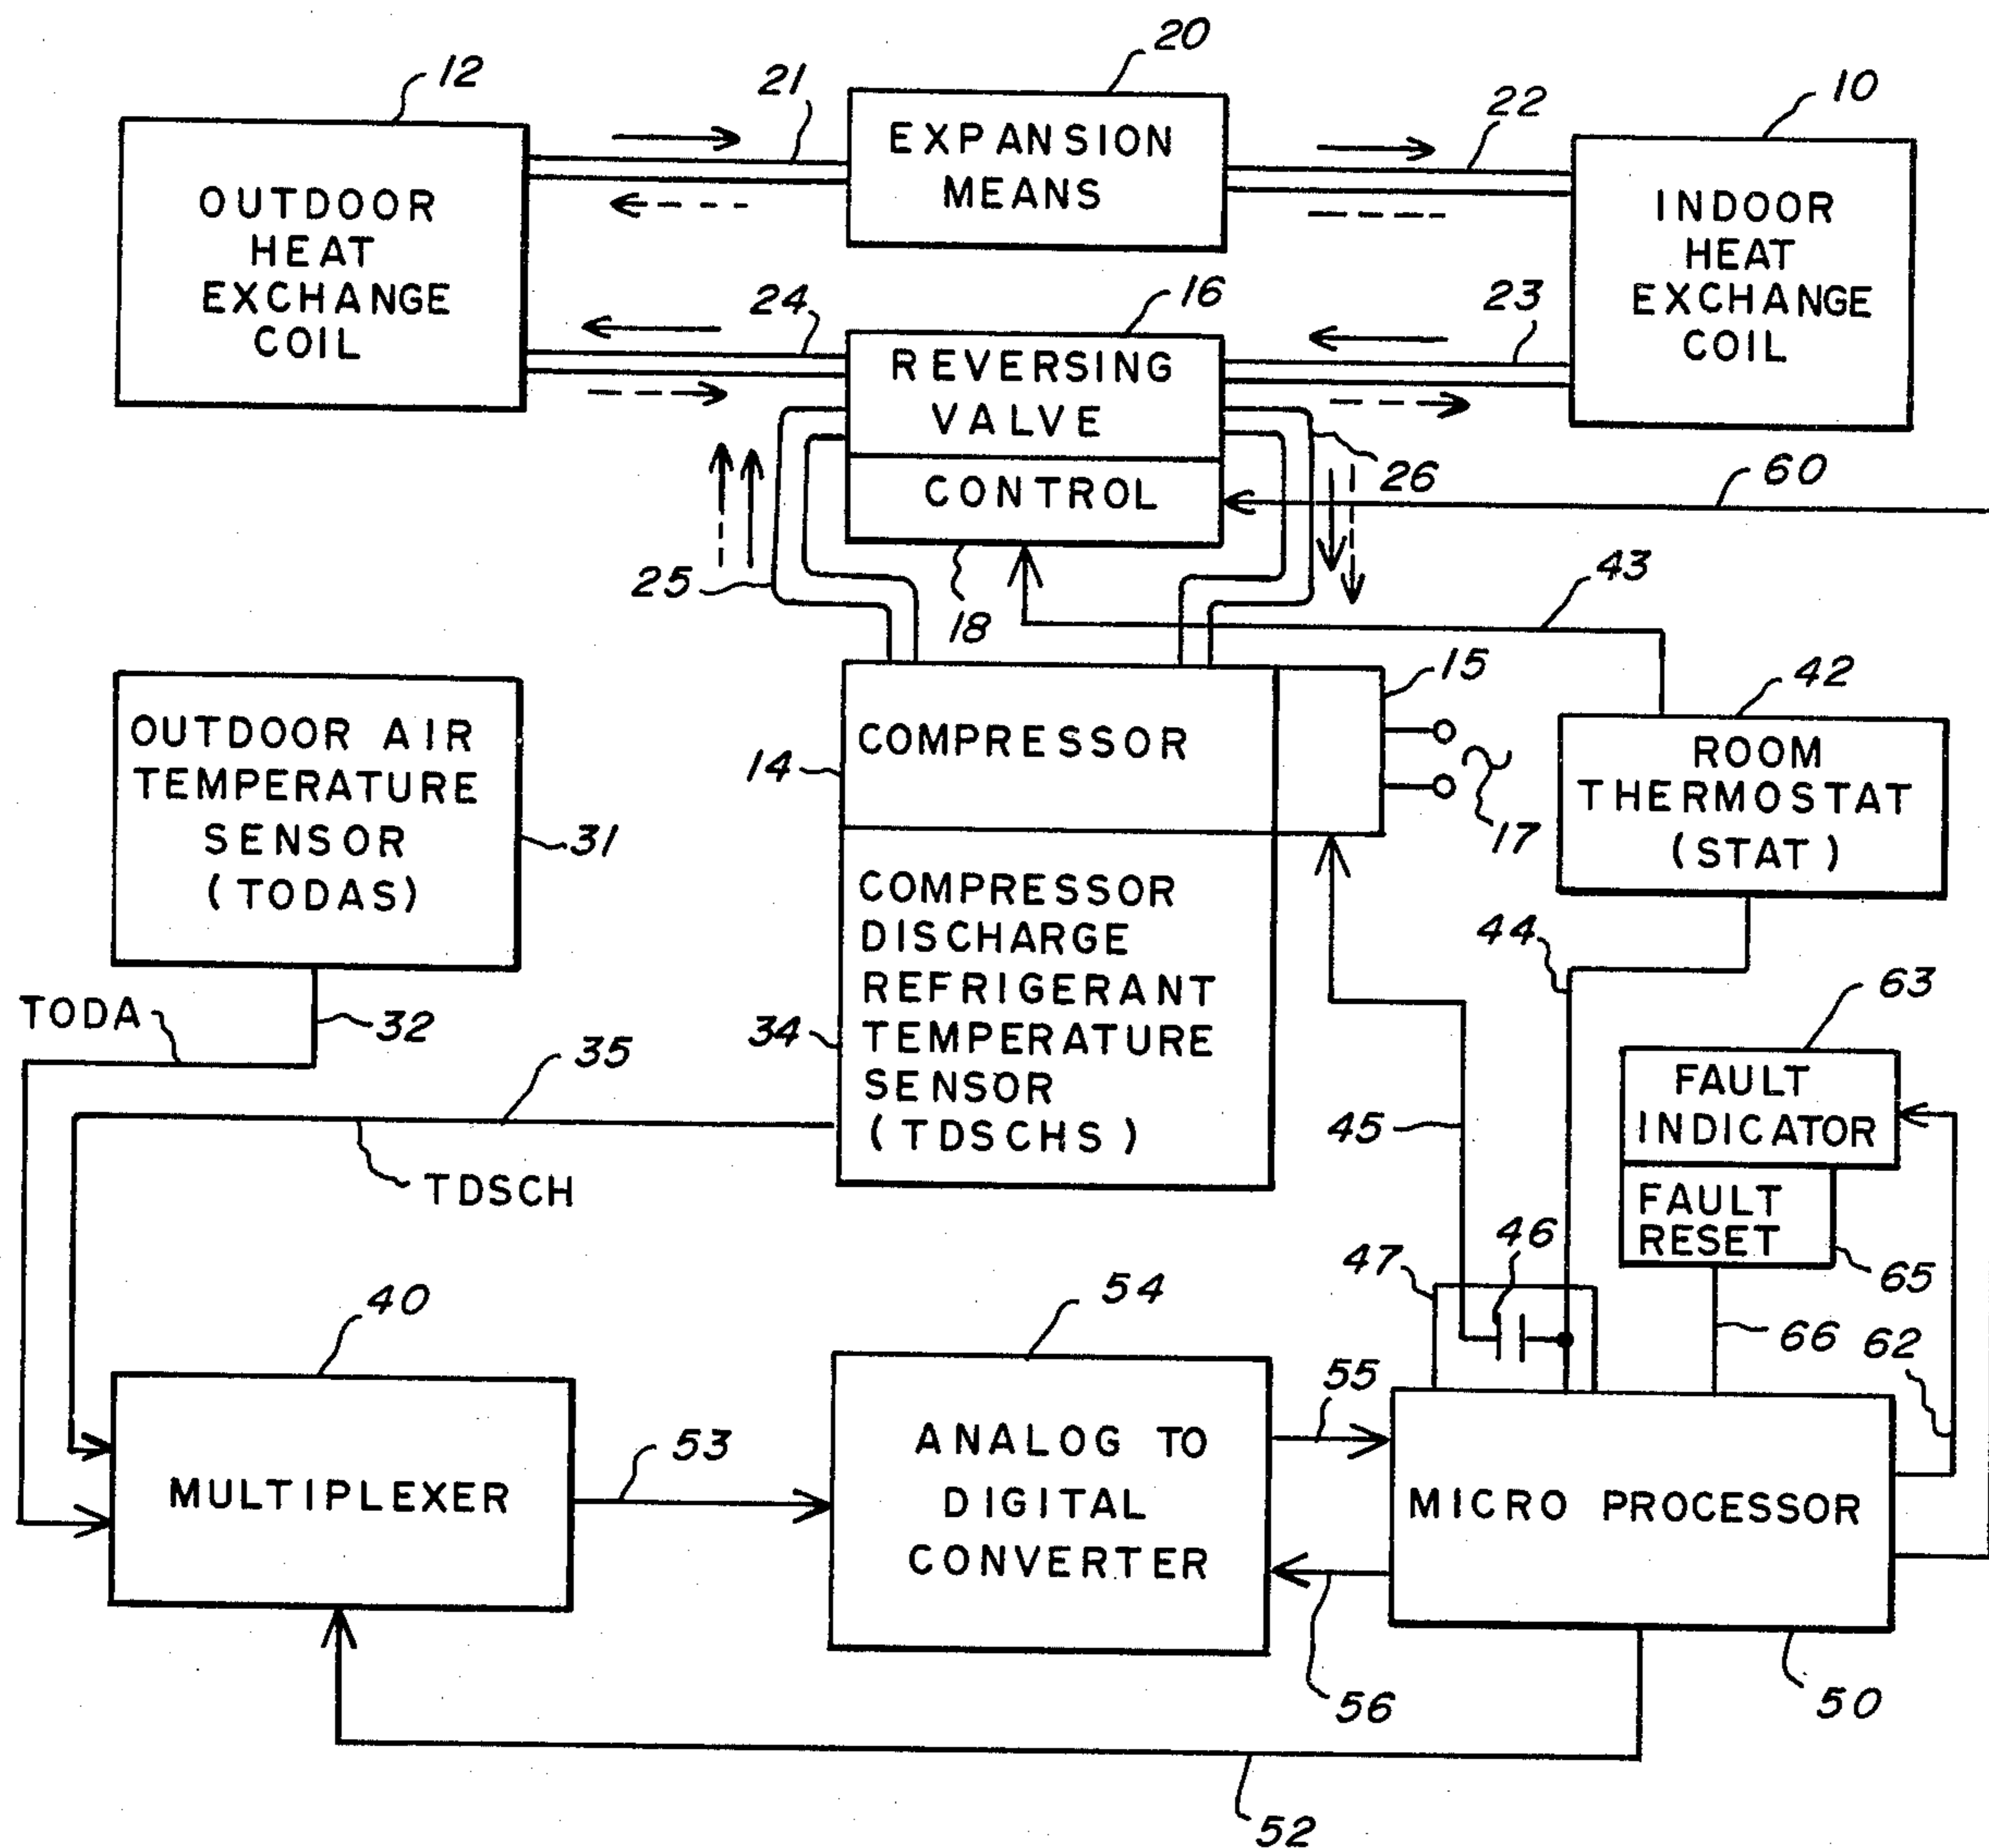 20
12
21
22
10
EXPANSION
MEANS
OUTDOOR
HEAT
EXCHANGE
COIL
INDOOR
HEAT
EXCHANGE
COIL
24
16
23
REVERSING
VALVE
CONTROL
26
60
25
18
43
15
42
OUTDOOR AIR
TEMPERATURE
SENSOR
(TODAS)
31
14
COMPRESSOR
17
ROOM
THERMOSTAT
(STAT)
COMPRESSOR
DISCHARGE
REFRIGERANT
TEMPERATURE
SENSOR
(TDSCHS)
34
44
63
TODA
32
35
TDSCH
45
FAULT
INDICATOR
FAULT
RESET
65
46
47
66
62
40
54
55
MULTIPLEXER
53
ANALOG TO
DIGITAL
CONVERTER
MICRO PROCESSOR
56
50
52